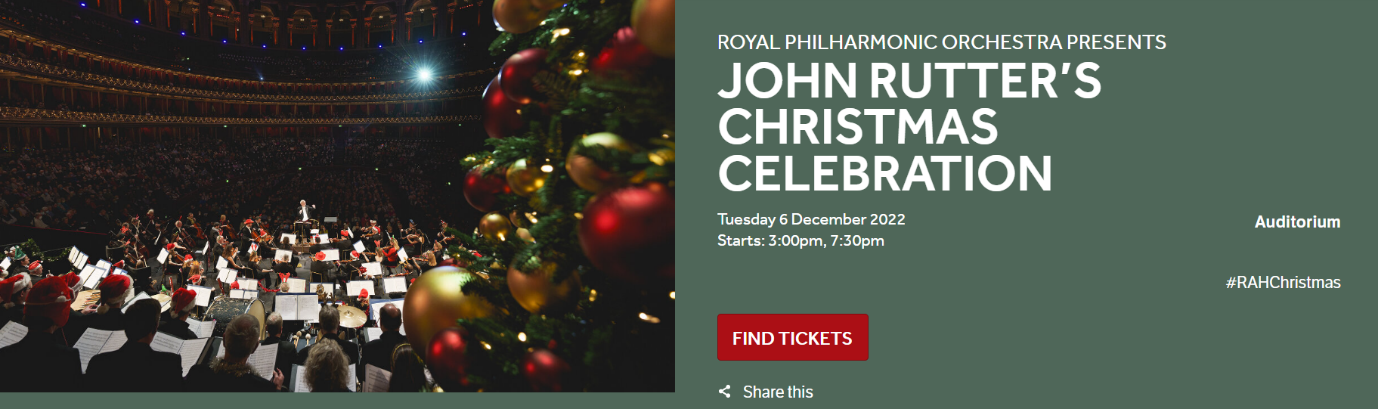 ROYAL PHILHARMONIC ORCHESTRA PRESENTS
JOHN RUTTER'S
CHRISTMAS
CELEBRATION
Tuesday 6 December 2022
Starts: 3:00pm, 7:30pm
Auditorium
#RAHChristmas
FIND TICKETS
Share this